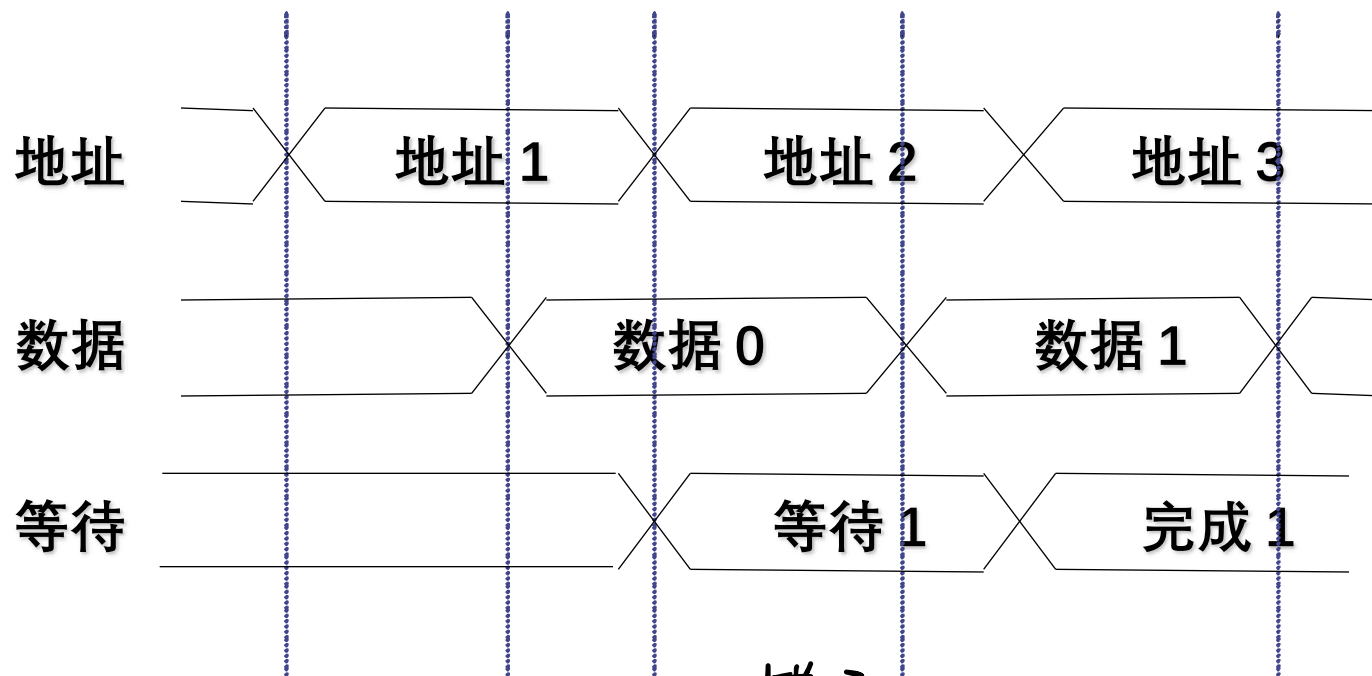 地址 地址 1 地址 2 地址 3
数据 数据 0 数据 1
等待 等待 1 完成 1